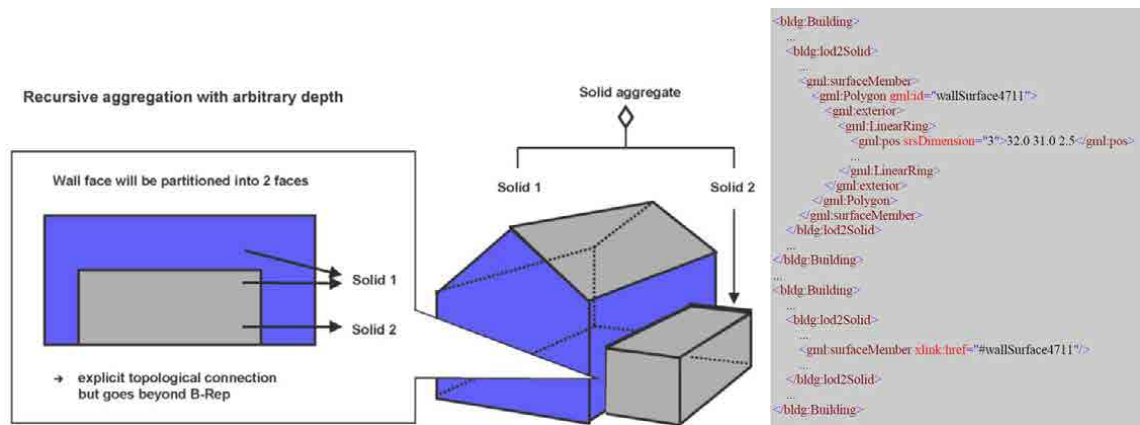 Recursive aggregation with arbitrary depth
Wall face will be partitioned into 2 faces
Solid 1
Solid 2
➔ explicit topological connection
but goes beyond B-Rep
Solid aggregate
Solid 1
Solid 2
<bldg:Building>
...
<bldg:lod2Solid>
...
<gml:surfaceMember>
<gml:Polygon gml:id="wallSurface4711">
<gml:exterior>
<gml:LinearRing>
<gml:pos srsDimension="3">32.0 31.0 2.5</gml:pos>
...
</gml:LinearRing>
</gml:exterior>
</gml:Polygon>
</gml:surfaceMember>
</bldg:lod2Solid>
...
</bldg:Building>
...
<bldg:Building>
...
<bldg:lod2Solid>
...
<gml:surfaceMember xlink:href="#wallSurface4711"/>
...
</bldg:lod2Solid>
...
</bldg:Building>